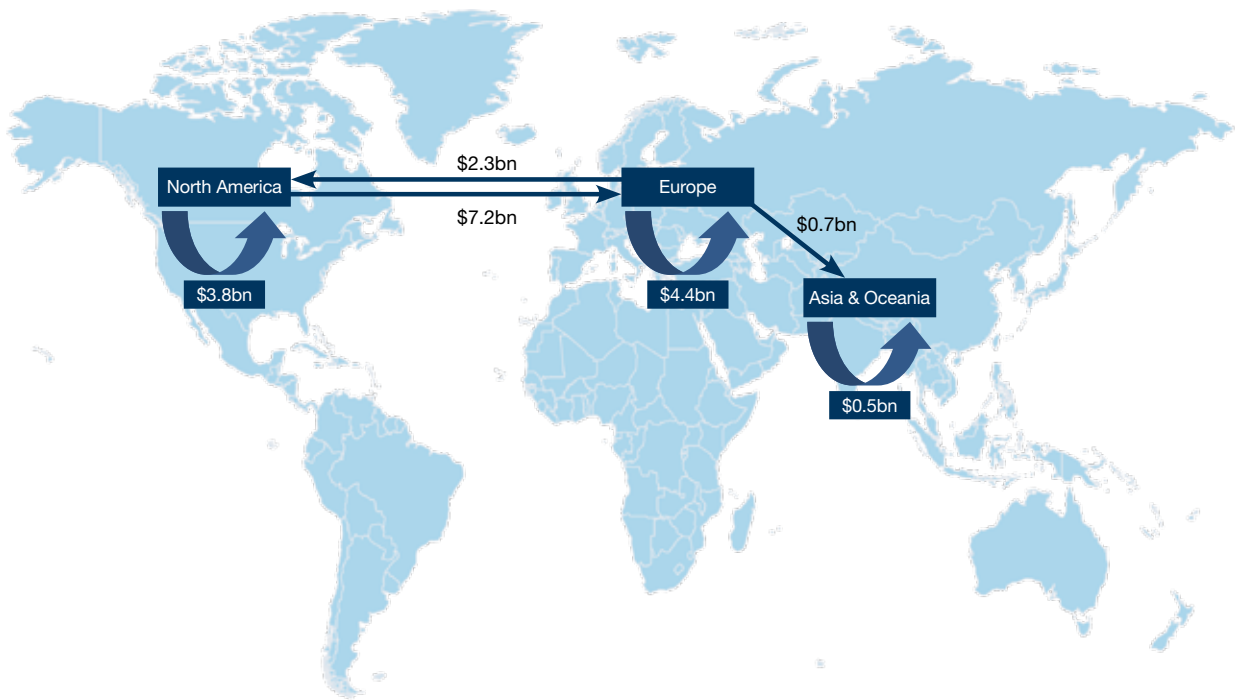 $2.3bn
North America
Europe
$7.2bn
$0.7bn
$3.8bn
$4.4bn
Asia & Oceania
$0.5bn